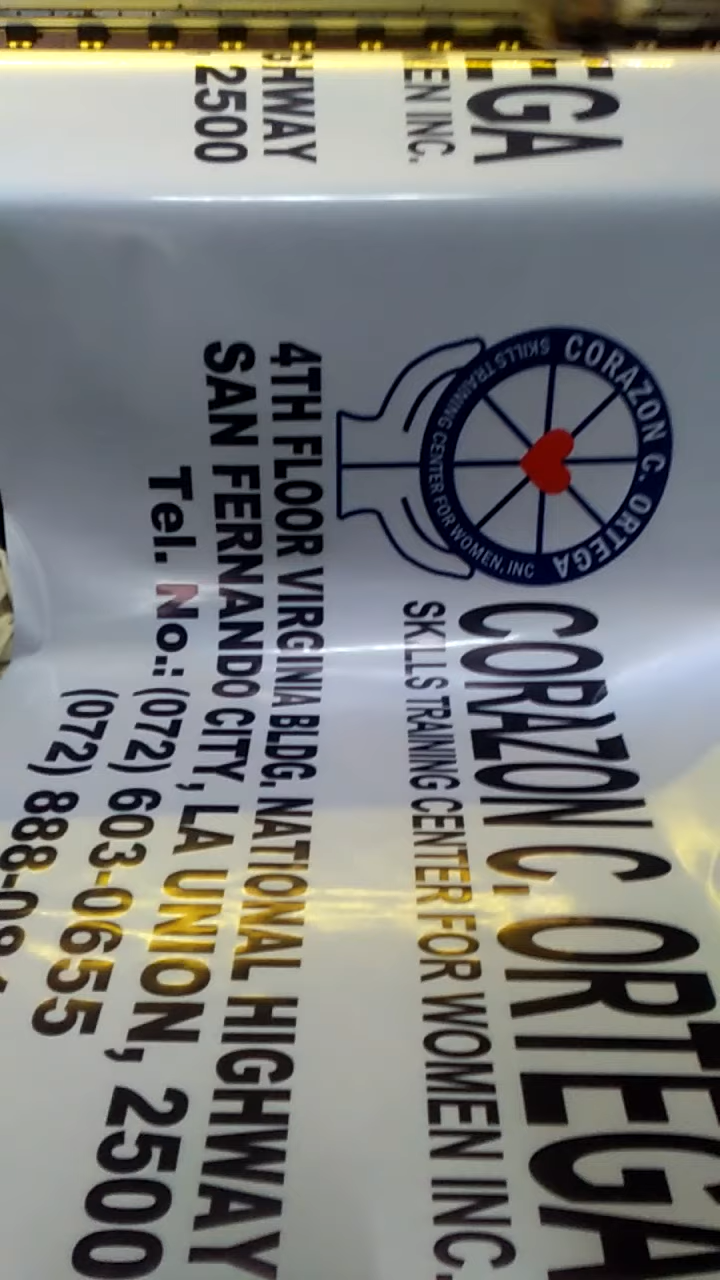 EGA
EN INC.
HWAY
2500
CORAZON C. ORTEGA
SKILLS TRAINING CENTER FOR WOMEN, INC
CORAZON C. ORTEGA
SKILLS TRANING CENTER FOR WOMEN INC.
4TH FLOOR VIRGINIA BLDG. NATIONAL HIGHWAY
SAN FERNANDO CITY, LA UNION, 2500
Tel. No.: (072) 603-0655
(072) 888-